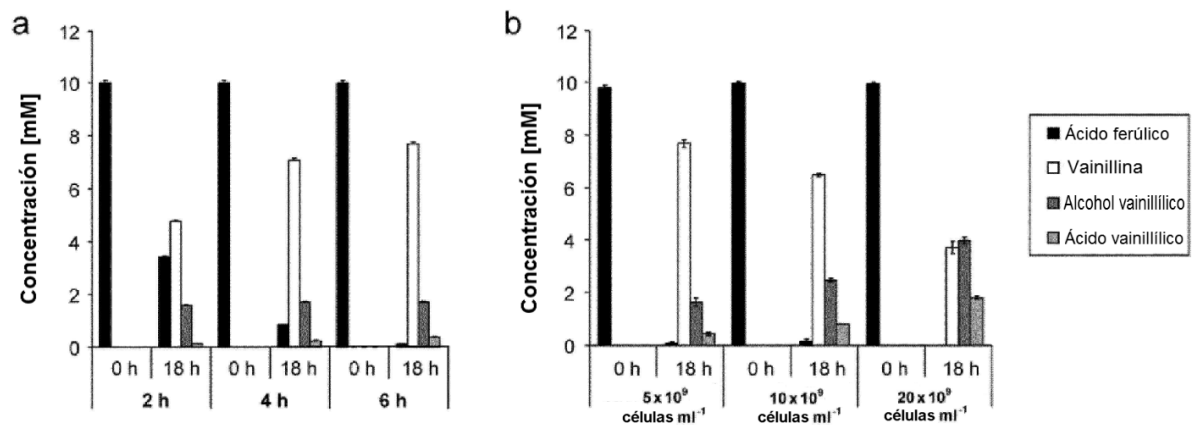 a
Concentración [mM]
12
10
8
6
4
2
0
0 h 18 h 0 h 18 h 0 h 18 h
2 h 4 h 6 h
b
Concentración [mM]
12
10
8
6
4
2
0
0 h 18 h 0 h 18 h 0 h 18 h
5 x 10⁹ 10 x 10⁹ 20 x 10⁹
células ml⁻¹ células ml⁻¹ células ml⁻¹
Ácido ferúlico
Vainillina
Alcohol vainillílico
Ácido vainillílico